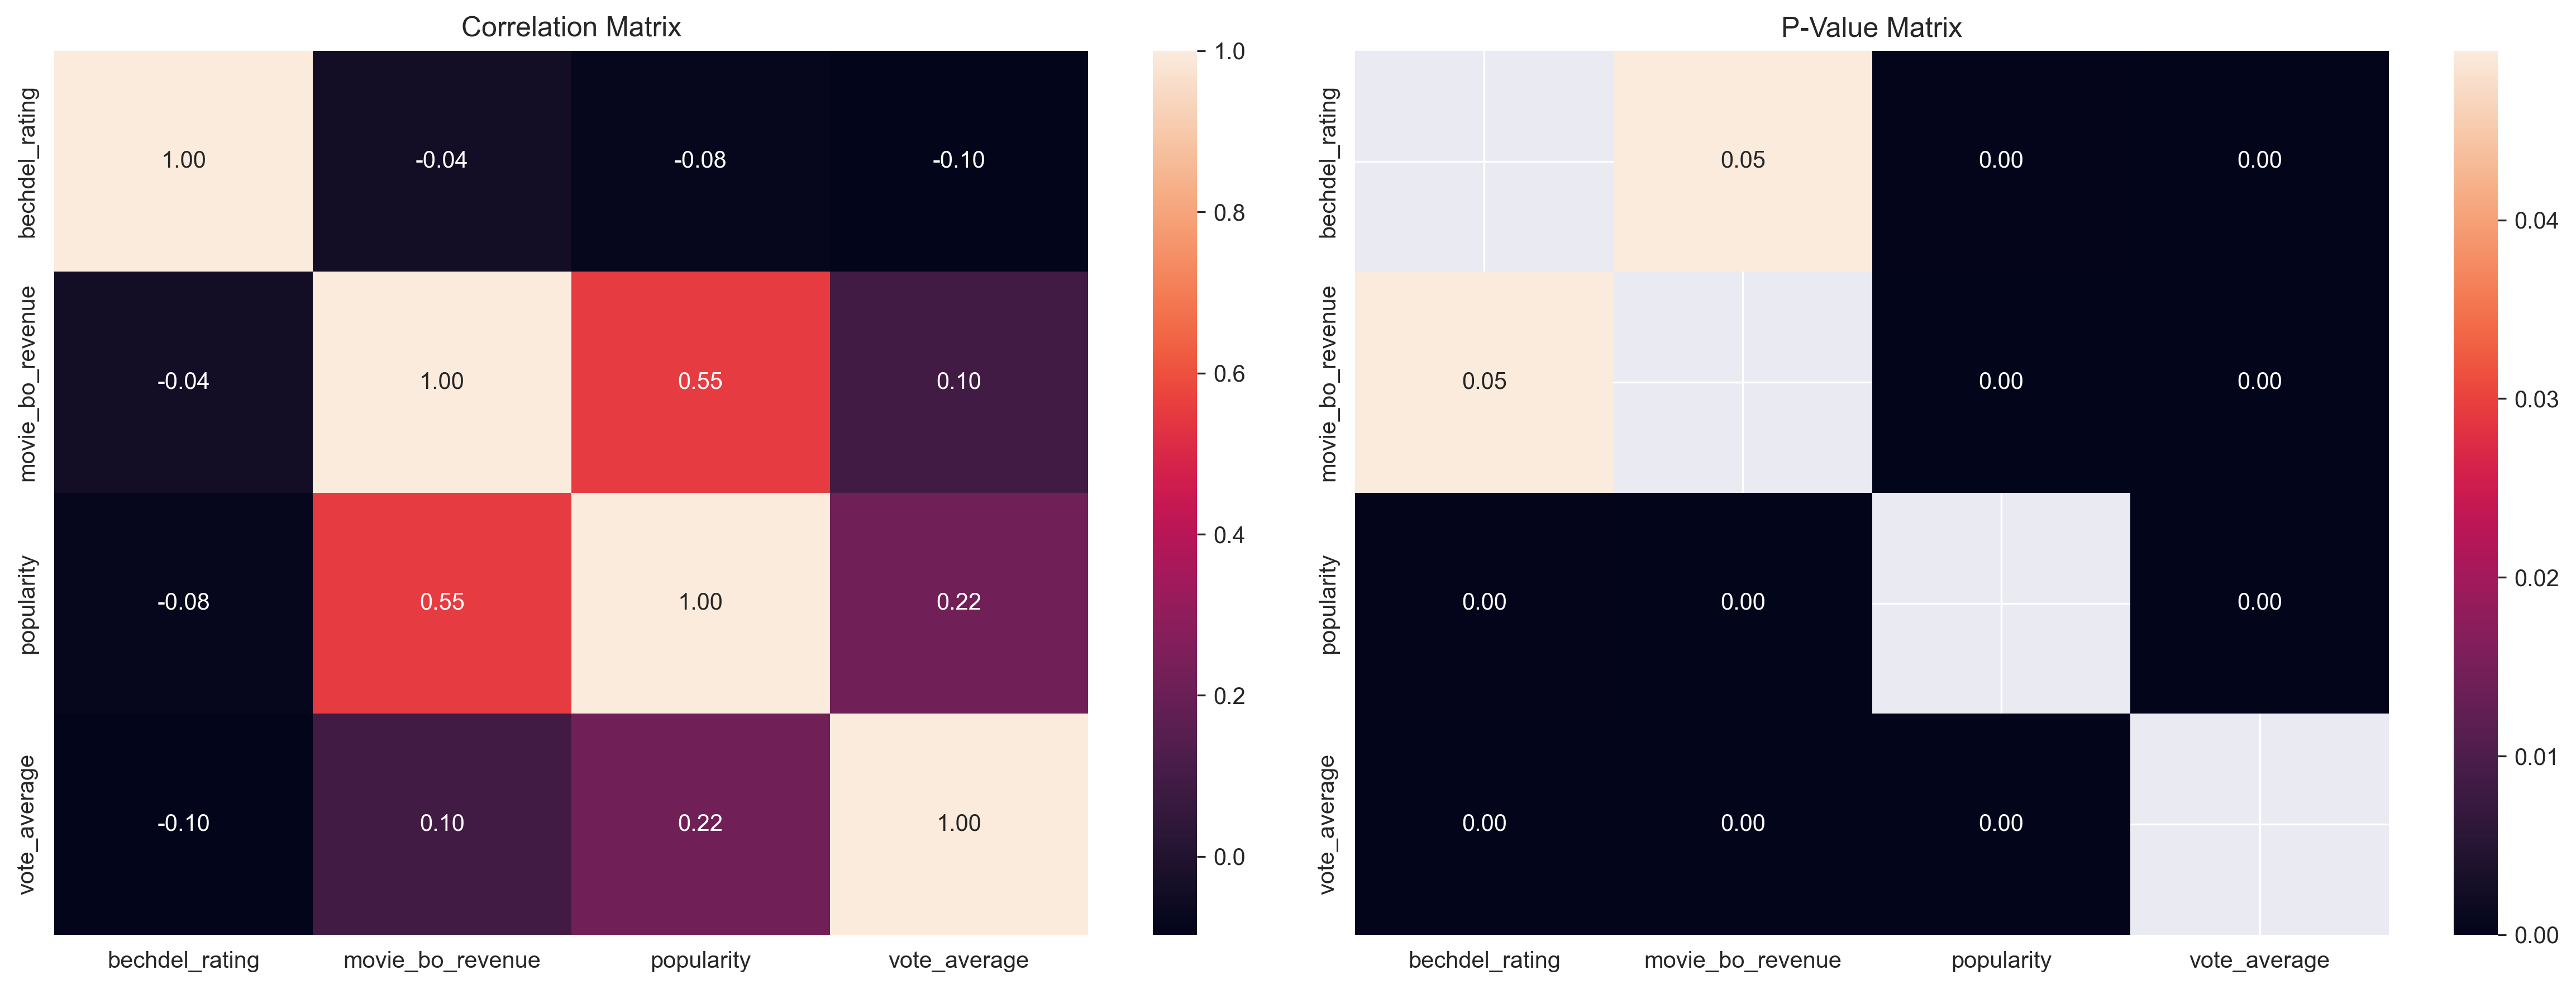 Correlation Matrix
bechdel_rating
1.00 -0.04 -0.08 -0.10
movie_bo_revenue
-0.04 1.00 0.55 0.10
popularity
-0.08 0.55 1.00 0.22
vote_average
-0.10 0.10 0.22 1.00
bechdel_rating movie_bo_revenue popularity vote_average
1.0
0.8
0.6
0.4
0.2
0.0
P-Value Matrix
bechdel_rating
0.05 0.00 0.00
movie_bo_revenue
0.05 0.00 0.00
popularity
0.00 0.00 0.00
vote_average
0.00 0.00 0.00
bechdel_rating movie_bo_revenue popularity vote_average
0.04
0.03
0.02
0.01
0.00